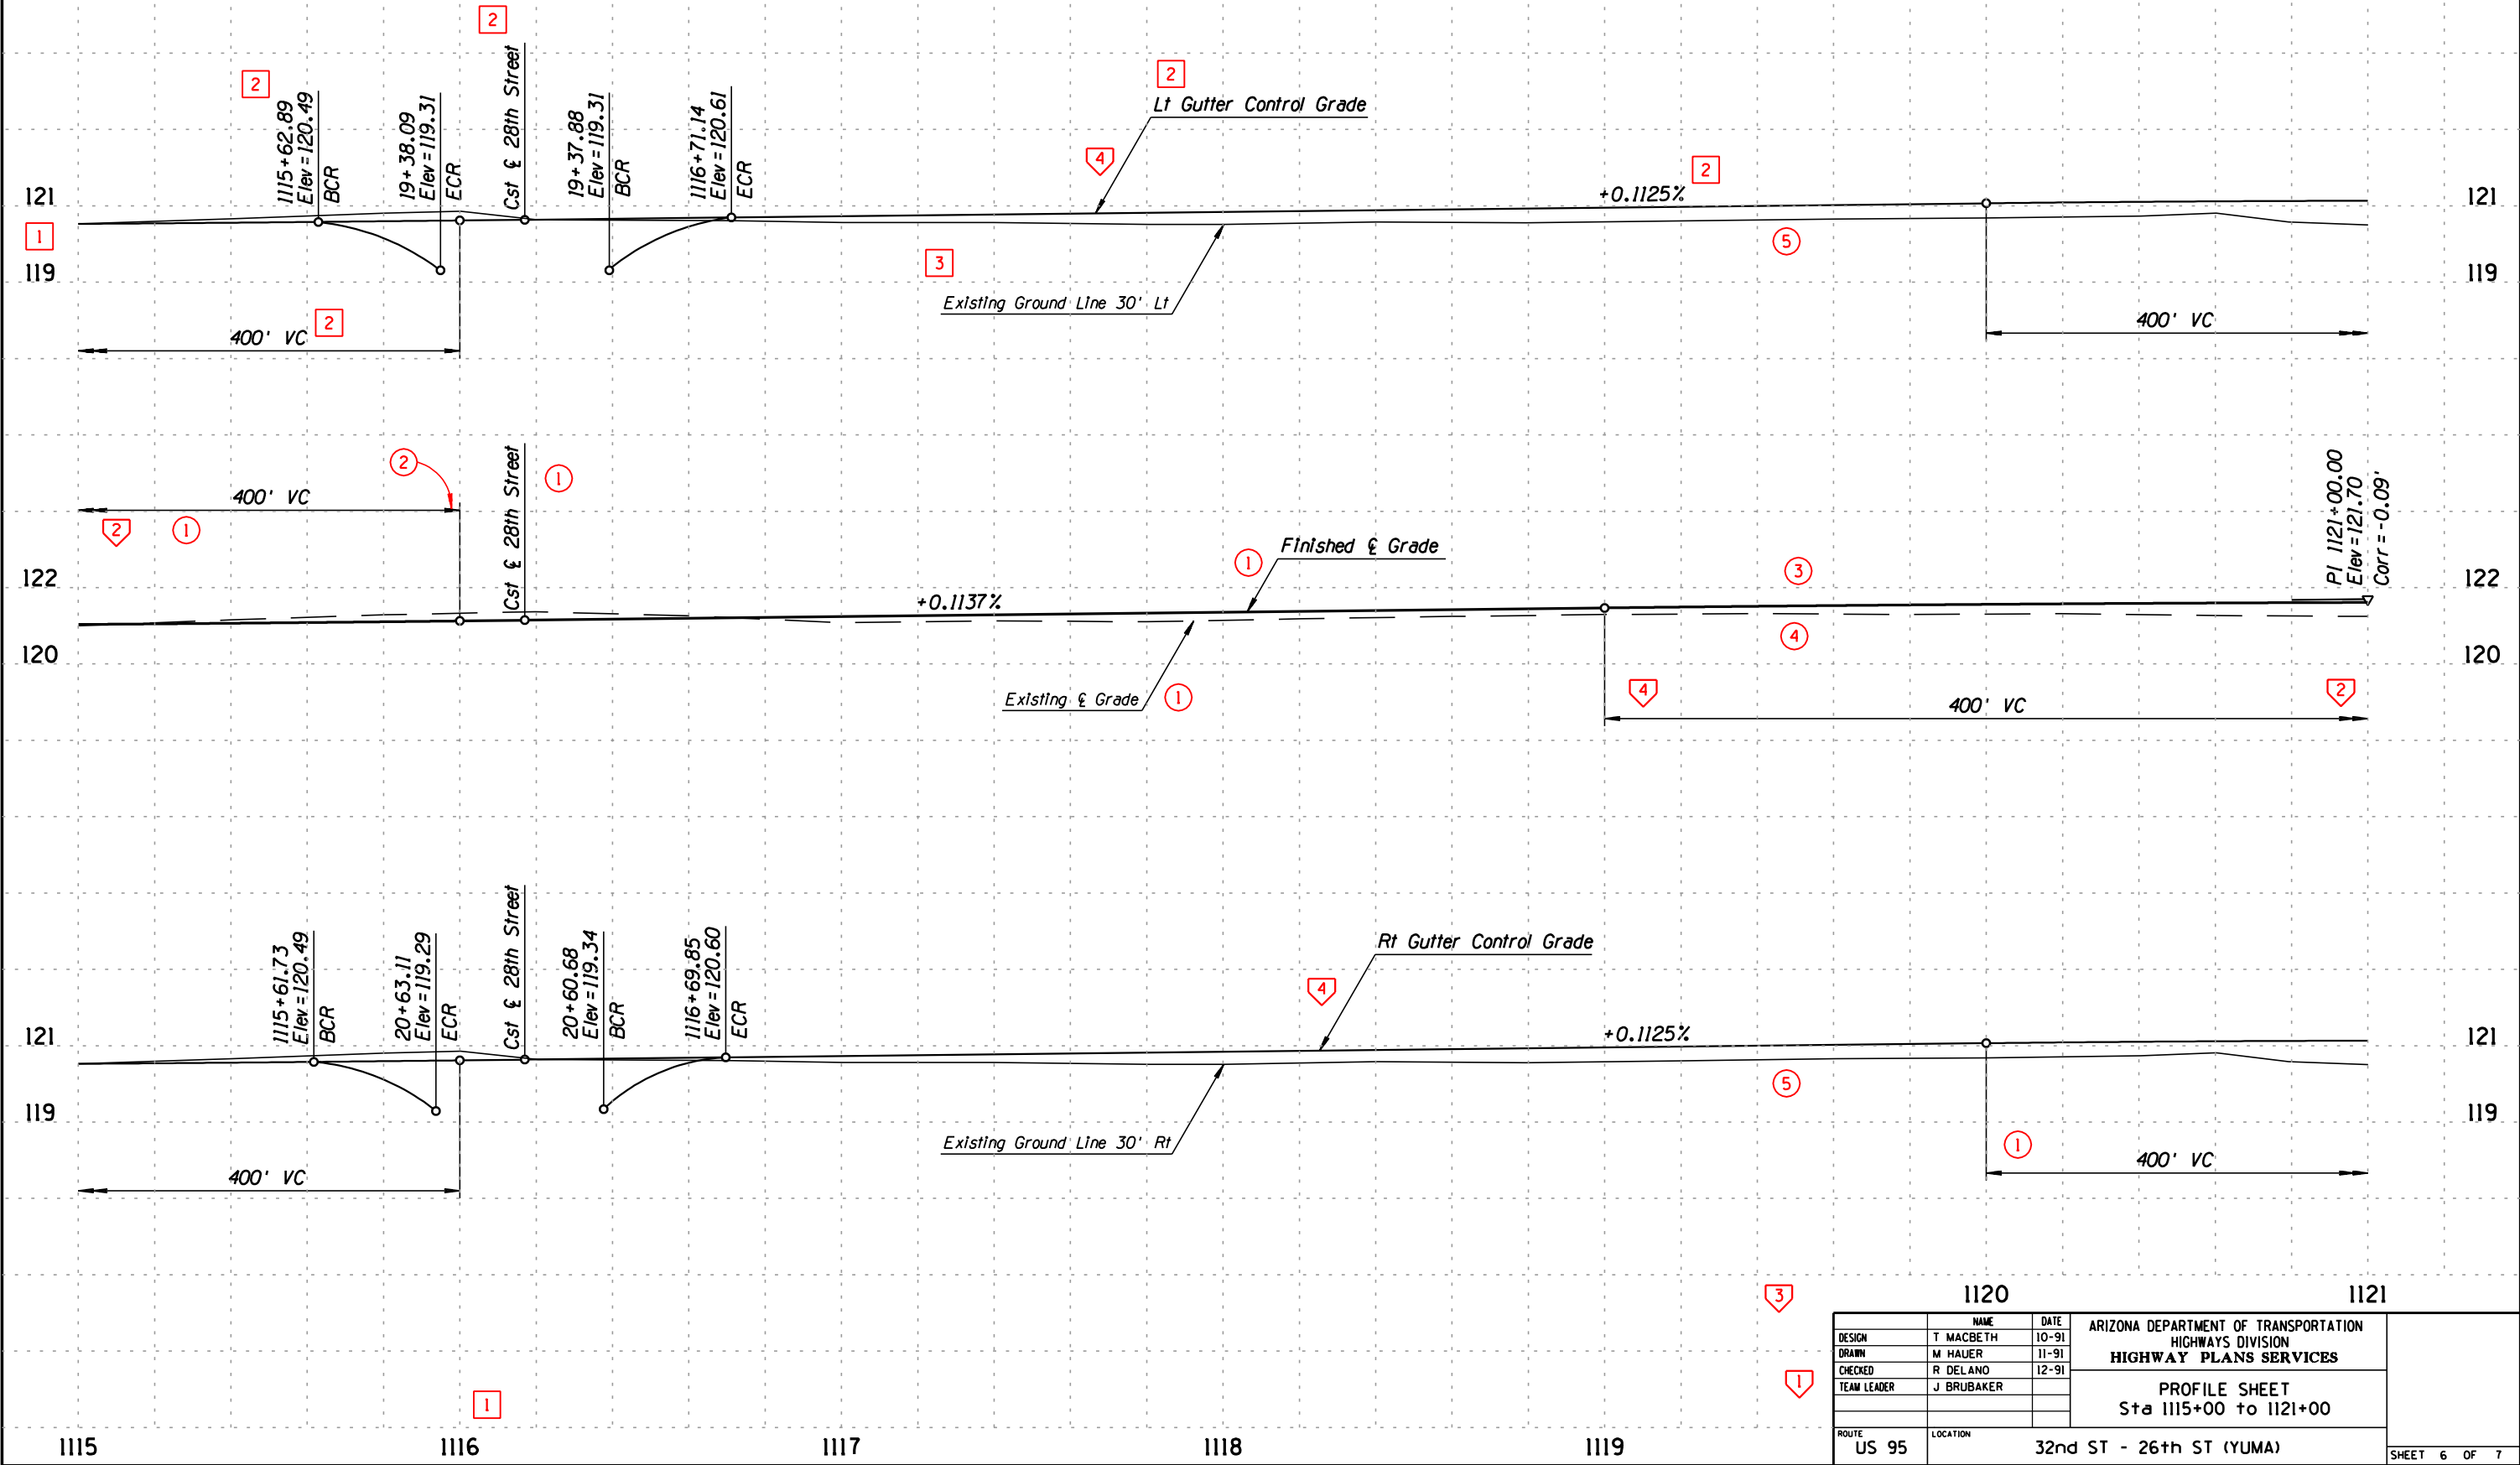 2
2
1115+62.89
Elev=120.49
BCR
19+38.09
Elev=119.31
ECR
Cst ℄ 28th Street
19+37.88
Elev=119.31
BCR
1116+71.14
Elev=120.61
ECR
2
Lt Gutter Control Grade
4
2
+0.1125%
121
121
1
5
3
119
119
Existing Ground Line 30' Lt
2
400' VC
400' VC
2
1
400' VC
2
1
Cst ℄ 28th Street
PI 1121+00.00
Elev=121.70
Corr=-0.09'
1
Finished ℄ Grade
3
122
122
+0.1137%
4
120
120
Existing ℄ Grade
1
4
2
400' VC
1115+61.73
Elev=120.49
BCR
20+63.11
Elev=119.29
ECR
Cst ℄ 28th Street
20+60.68
Elev=119.34
BCR
1116+69.85
Elev=120.60
ECR
Rt Gutter Control Grade
4
121
+0.1125%
121
5
119
119
Existing Ground Line 30' Rt
1
400' VC
400' VC
3
1120
1121
NAME DATE
DESIGN T MACBETH 10-91
DRAWN M HAUER 11-91
CHECKED R DELANO 12-91
TEAM LEADER J BRUBAKER
ARIZONA DEPARTMENT OF TRANSPORTATION
HIGHWAYS DIVISION
HIGHWAY PLANS SERVICES
PROFILE SHEET
Sta 1115+00 to 1121+00
1
1
1115
1116
1117
1118
1119
ROUTE
US 95
LOCATION
32nd ST - 26th ST (YUMA)
SHEET 6 OF 7